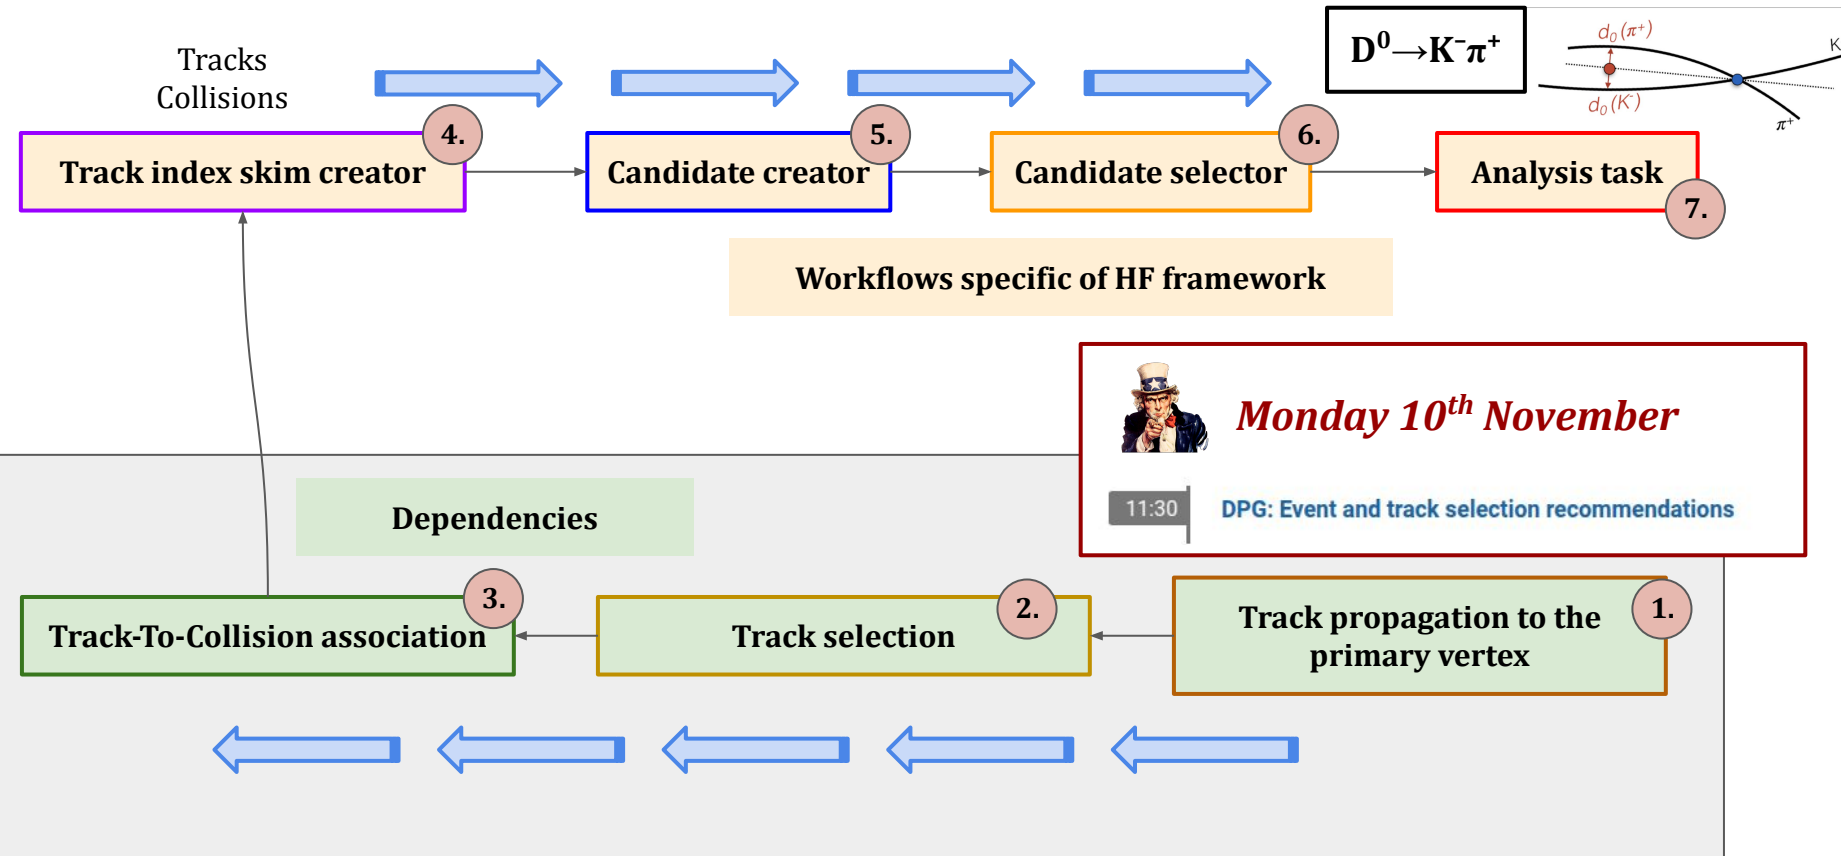 Tracks
Collisions
D⁰→K⁻π⁺
d₀(π⁺)
K
d₀(K⁻)
π⁺
4.
5.
6.
Track index skim creator
Candidate creator
Candidate selector
Analysis task
7.
Workflows specific of HF framework
Monday 10th November
11:30
DPG: Event and track selection recommendations
Dependencies
3.
2.
1.
Track-To-Collision association
Track selection
Track propagation to the
primary vertex